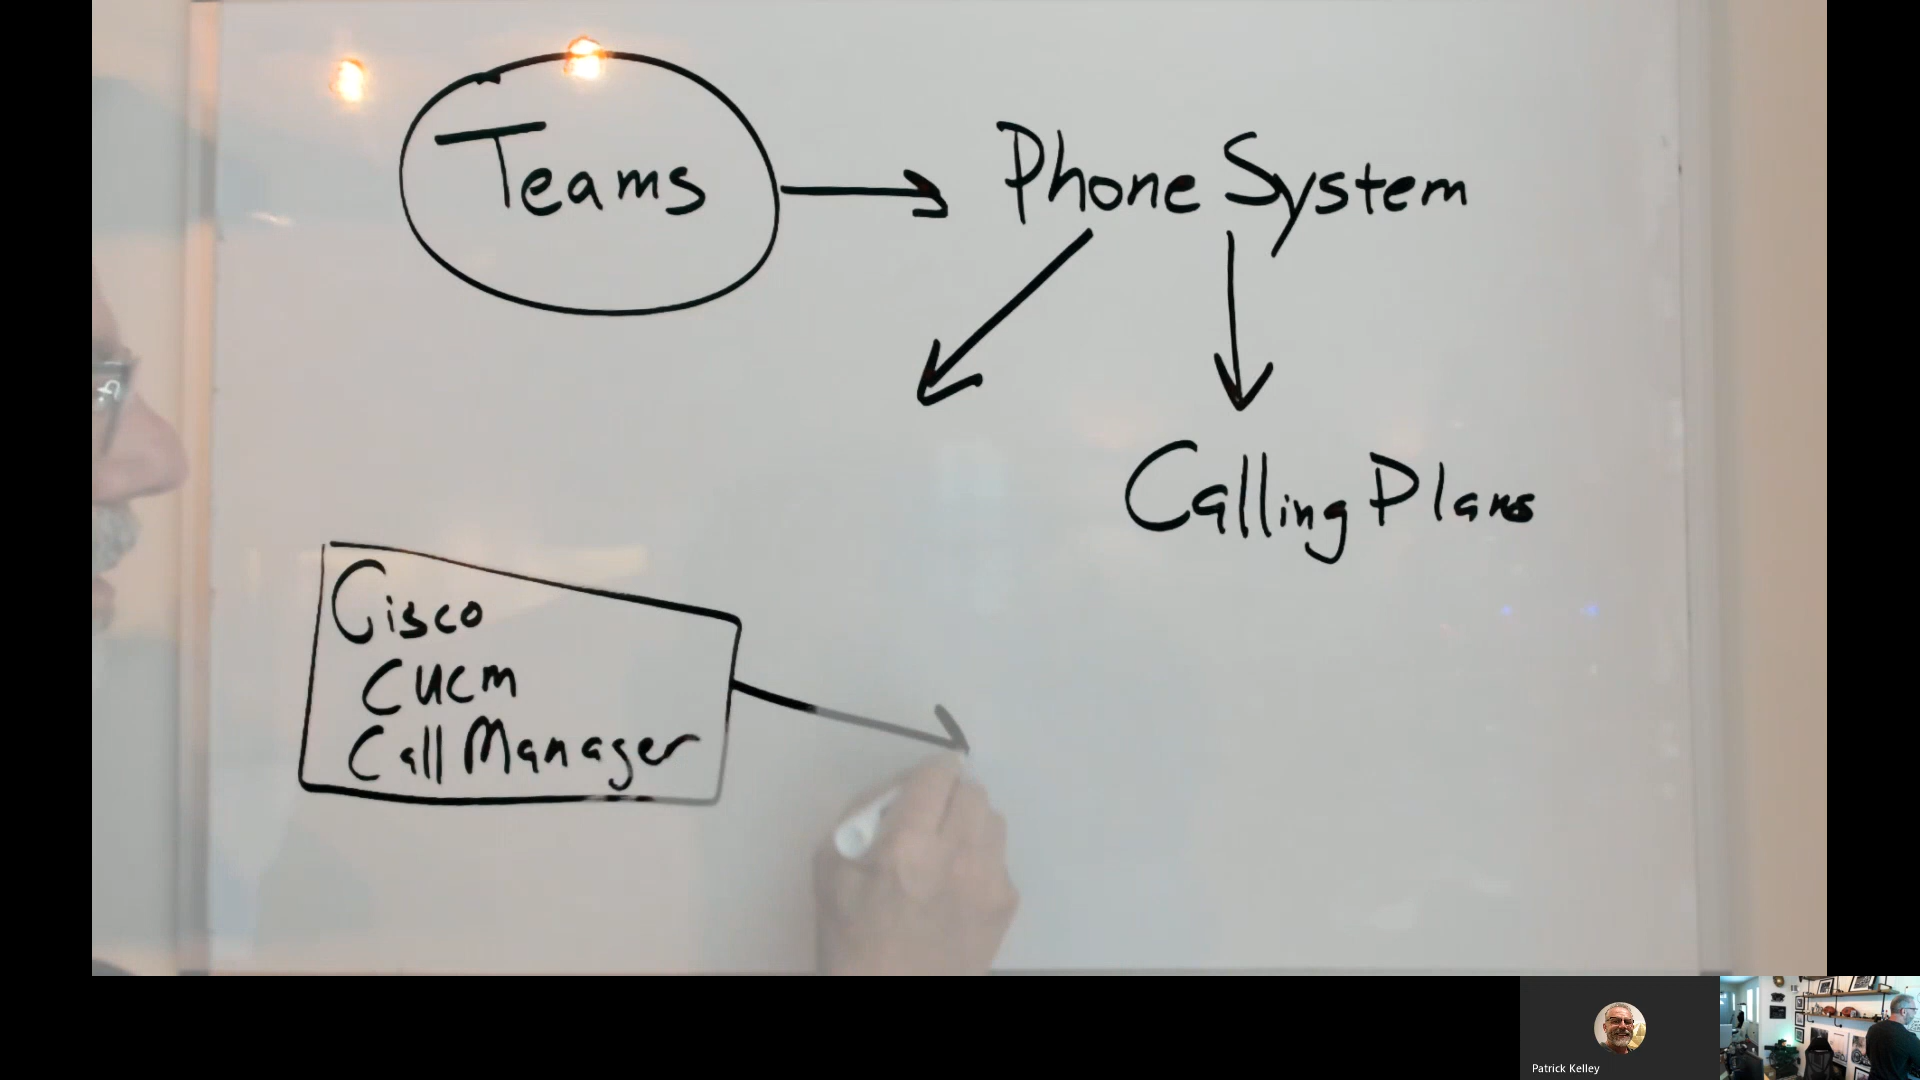 Teams
Phone System
Calling Plans
Cisco
CUCM
Call Manager
Patrick Kelley